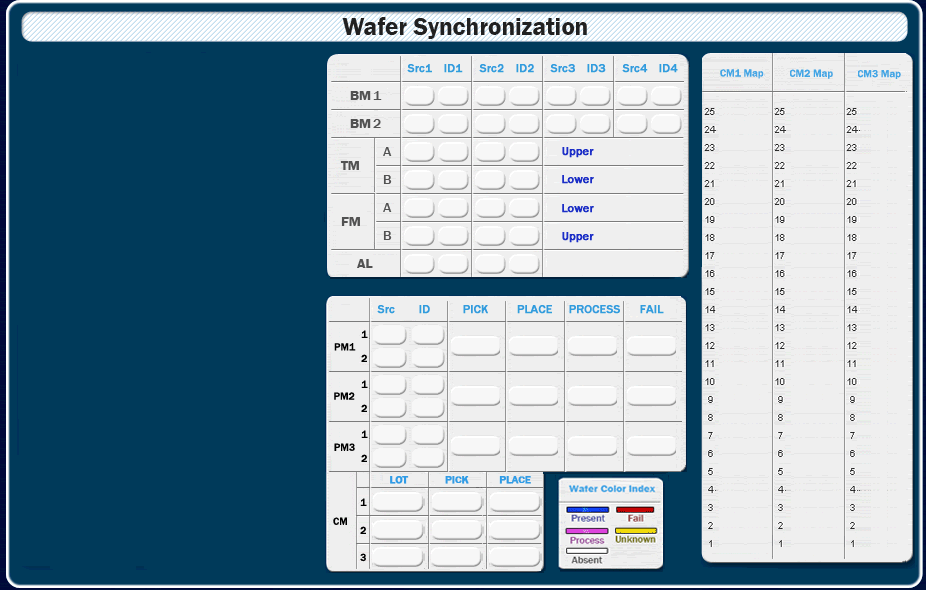 Wafer Synchronization
Src1 ID1 Src2 ID2 Src3 ID3 Src4 ID4
BM 1
BM 2
TM A Upper
B Lower
FM A Lower
B Upper
AL
Src ID PICK PLACE PROCESS FAIL
PM1 1
2
PM2 1
2
PM3 1
2
LOT PICK PLACE
CM 1
2
3
Wafer Color Index
Present Fail
Process Unknown
Absent
CM1 Map CM2 Map CM3 Map
25 25 25
24 24 24
23 23 23
22 22 22
21 21 21
20 20 20
19 19 19
18 18 18
17 17 17
16 16 16
15 15 15
14 14 14
13 13 13
12 12 12
11 11 11
10 10 10
9 9 9
8 8 8
7 7 7
6 6 6
5 5 5
4 4 4
3 3 3
2 2 2
1 1 1